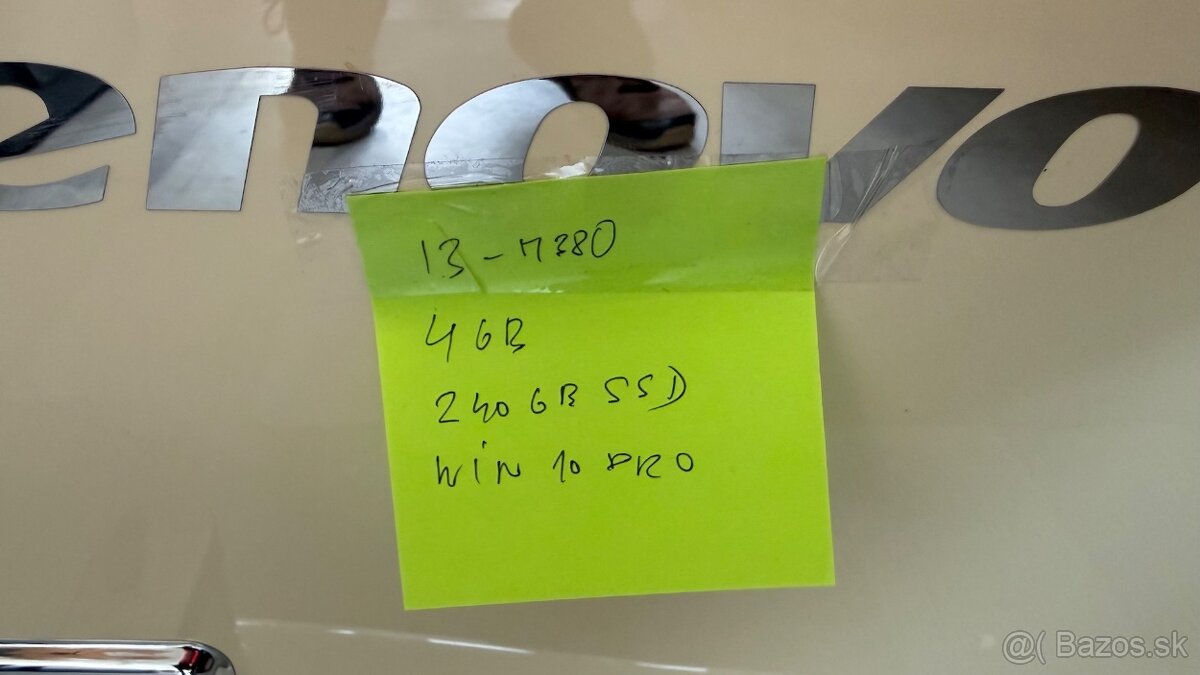 enovo
i3-M380
4GB
240GB SSD
WiN 10 PRO
@( Bazos.sk